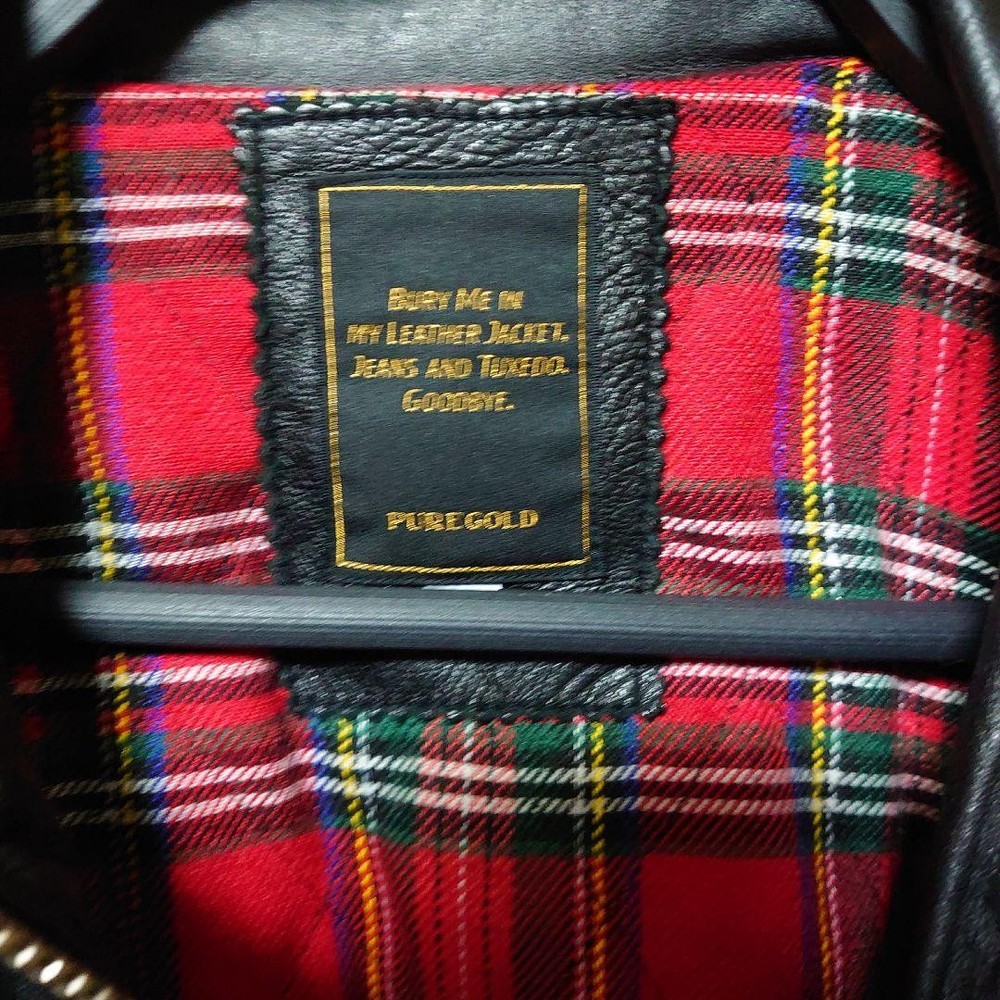 BURY ME IN
MY LEATHER JACKET.
JEANS AND TUXEDO.
GOODBYE.
PUREGOLD